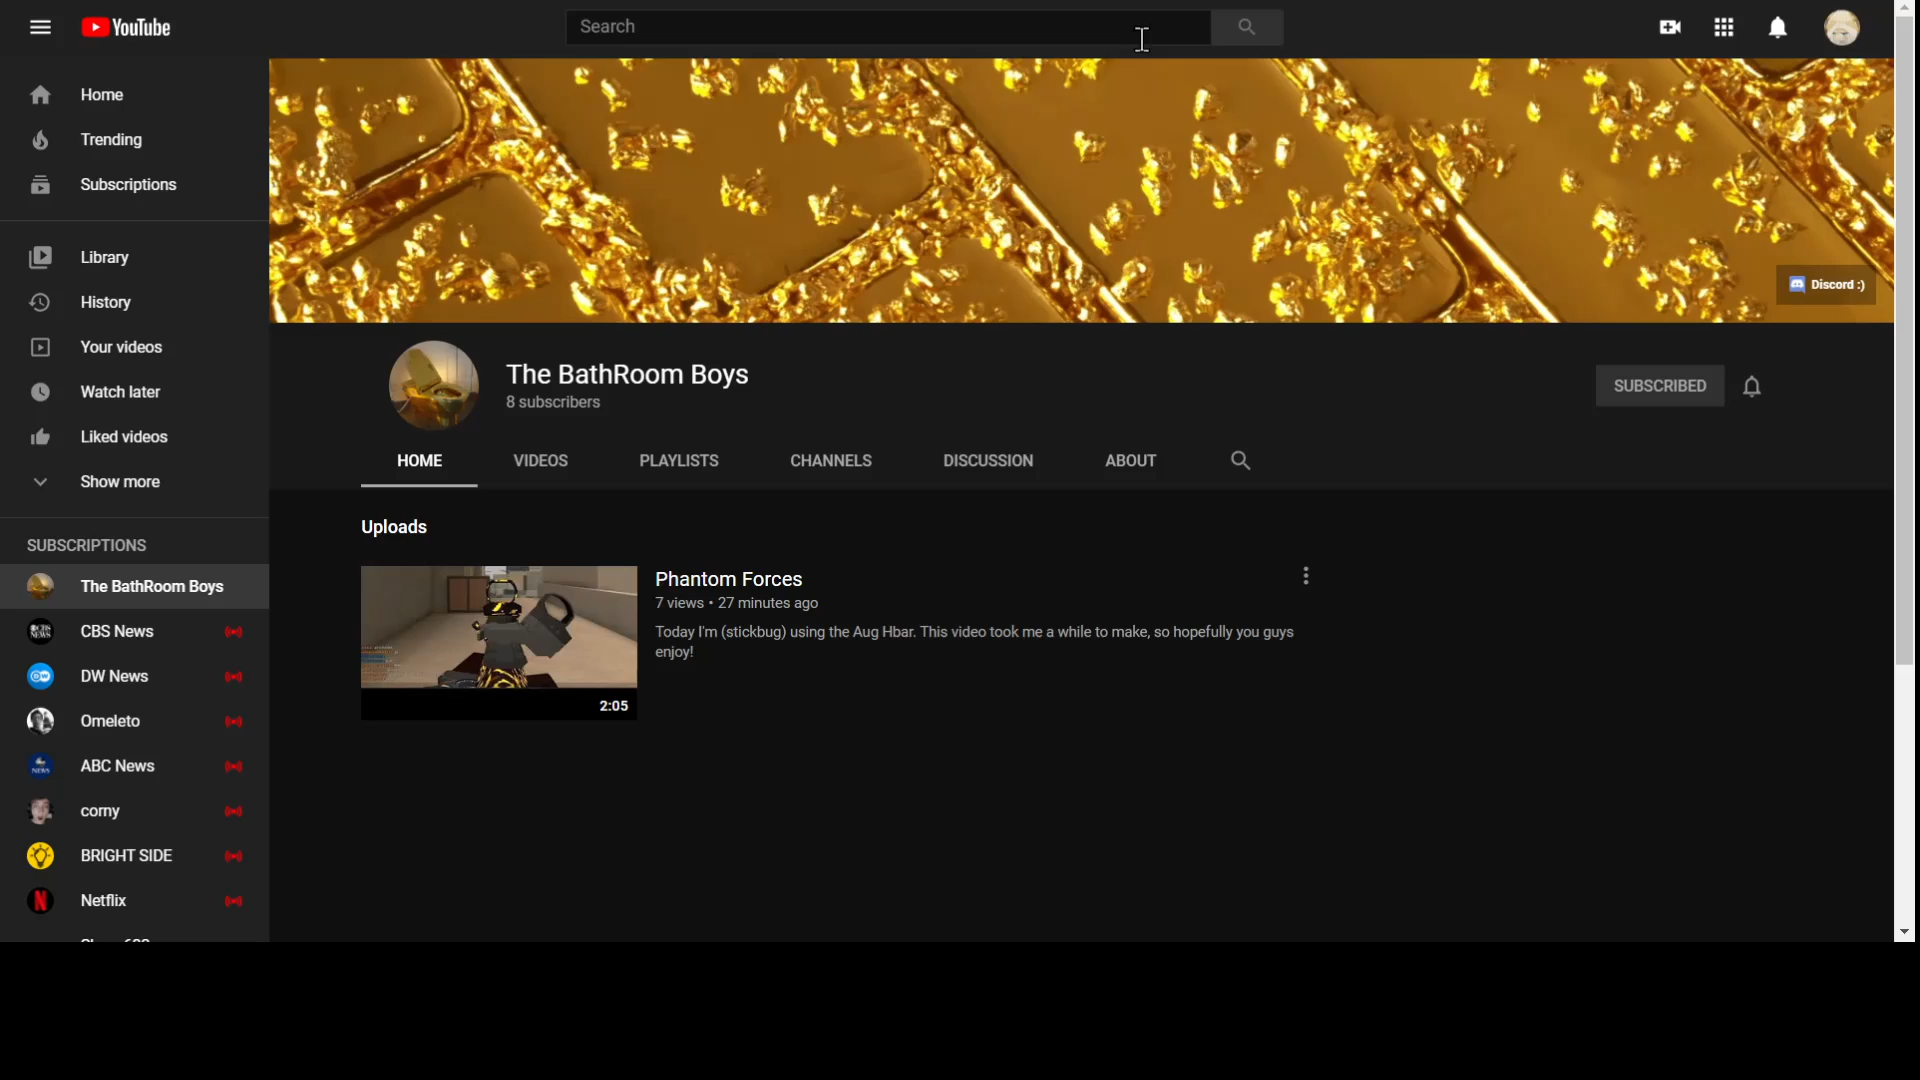 YouTube
Search
Home
Trending
Subscriptions
Library
History
Your videos
Watch later
Liked videos
Show more
SUBSCRIPTIONS
The BathRoom Boys
CBS News
DW News
Omeleto
ABC News
corny
BRIGHT SIDE
Netflix
Discord :)
The BathRoom Boys
8 subscribers
SUBSCRIBED
HOME VIDEOS PLAYLISTS CHANNELS DISCUSSION ABOUT
Uploads
2:05
Phantom Forces
7 views • 27 minutes ago
Today I'm (stickbug) using the Aug Hbar. This video took me a while to make, so hopefully you guys
enjoy!